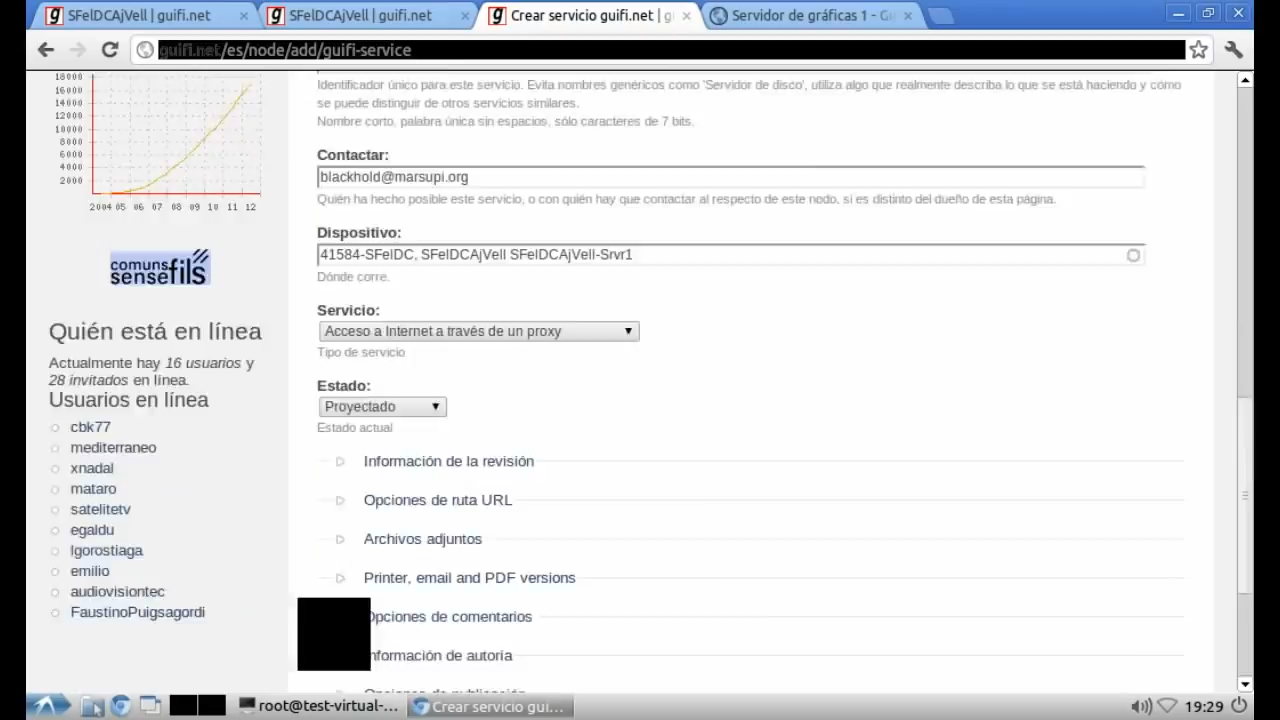 SFelDCAjVell | guifi.net
SFelDCAjVell | guifi.net
Crear servicio guifi.net | g
Servidor de gráficas 1 - Gu
guifi.net/es/node/add/guifi-service
18000
16000
14000
12000
10000
8000
6000
4000
2000
2004 05 06 07 08 09 10 11 12
comuns
sensefils
Quién está en línea
Actualmente hay 16 usuarios y
28 invitados en línea.
Usuarios en línea
cbk77
mediterraneo
xnadal
mataro
satelitetv
egaldu
lgorostiaga
emilio
audiovisiontec
FaustinoPuigsagordi
Identificador único para este servicio. Evita nombres genéricos como 'Servidor de disco', utiliza algo que realmente describa lo que se está haciendo y cómo
se puede distinguir de otros servicios similares.
Nombre corto, palabra única sin espacios, sólo caracteres de 7 bits.
Contactar:
blackhold@marsupi.org
Quién ha hecho posible este servicio, o con quién hay que contactar al respecto de este nodo, si es distinto del dueño de esta página.
Dispositivo:
41584-SFelDC, SFelDCAjVell SFelDCAjVell-Srvr1
Dónde corre.
Servicio:
Acceso a Internet a través de un proxy
Tipo de servicio
Estado:
Proyectado
Estado actual
Información de la revisión
Opciones de ruta URL
Archivos adjuntos
Printer, email and PDF versions
Opciones de comentarios
Información de autoría
Opciones de publicación
root@test-virtual-...
Crear servicio gui...
19:29